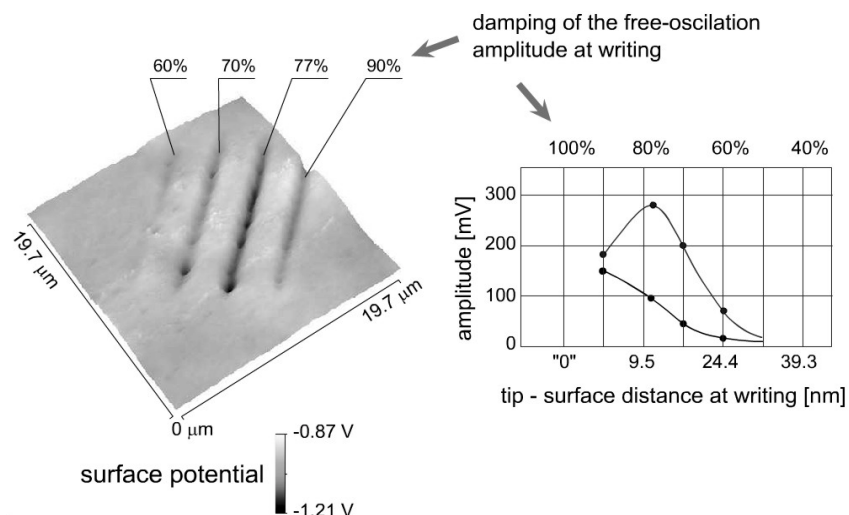 damping of the free-oscilation
amplitude at writing
60%
70%
77%
90%
100%
80%
60%
40%
amplitude [mV]
300
200
100
0
"0"
9.5
24.4
39.3
tip - surface distance at writing [nm]
19.7 μm
19.7 μm
0 μm
surface potential
-0.87 V
-1.21 V